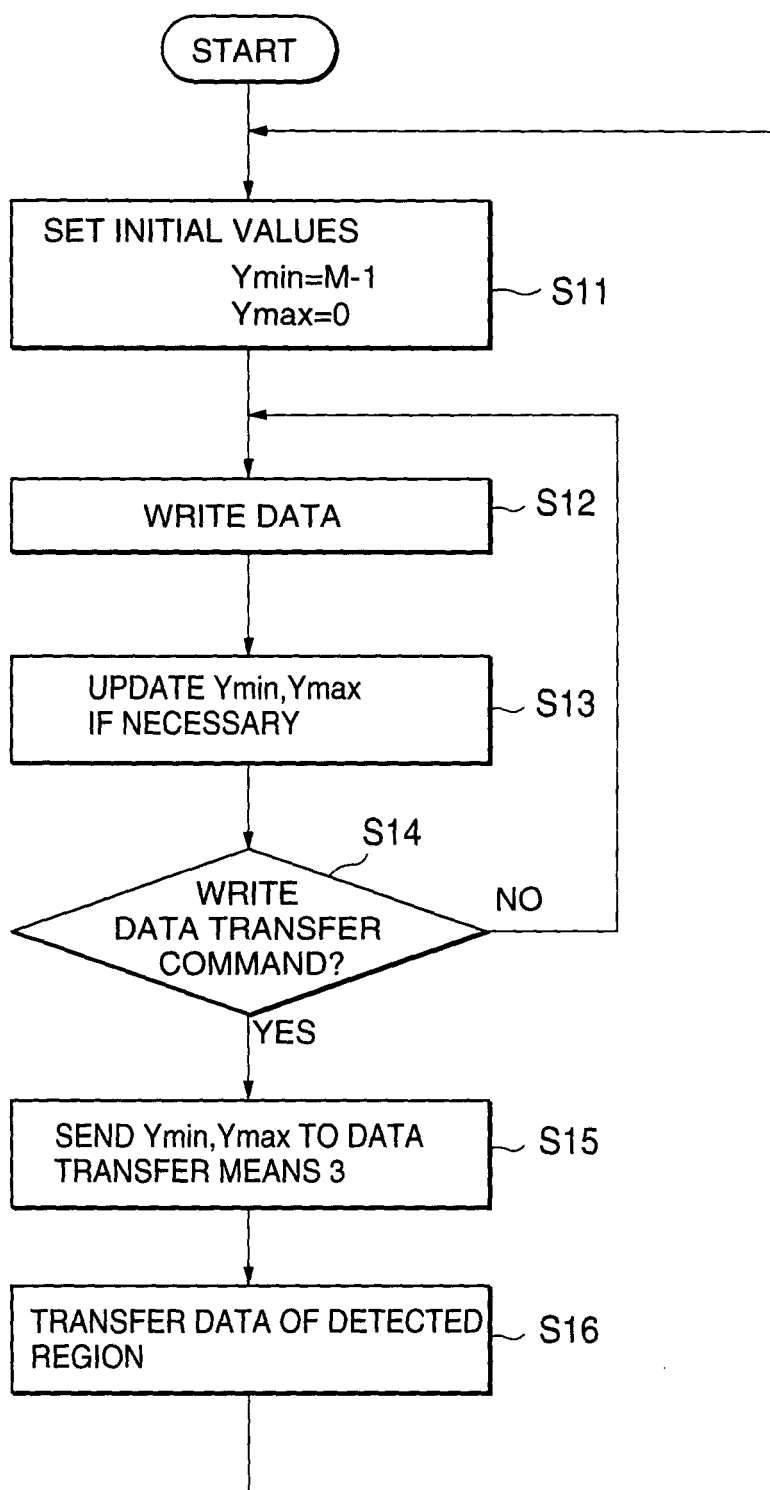 START
SET INITIAL VALUES
Ymin=M-1
Ymax=0
S11
WRITE DATA
S12
UPDATE Ymin,Ymax
IF NECESSARY
S13
S14
WRITE
DATA TRANSFER
COMMAND?
NO
YES
SEND Ymin,Ymax TO DATA
TRANSFER MEANS 3
S15
TRANSFER DATA OF DETECTED
REGION
S16